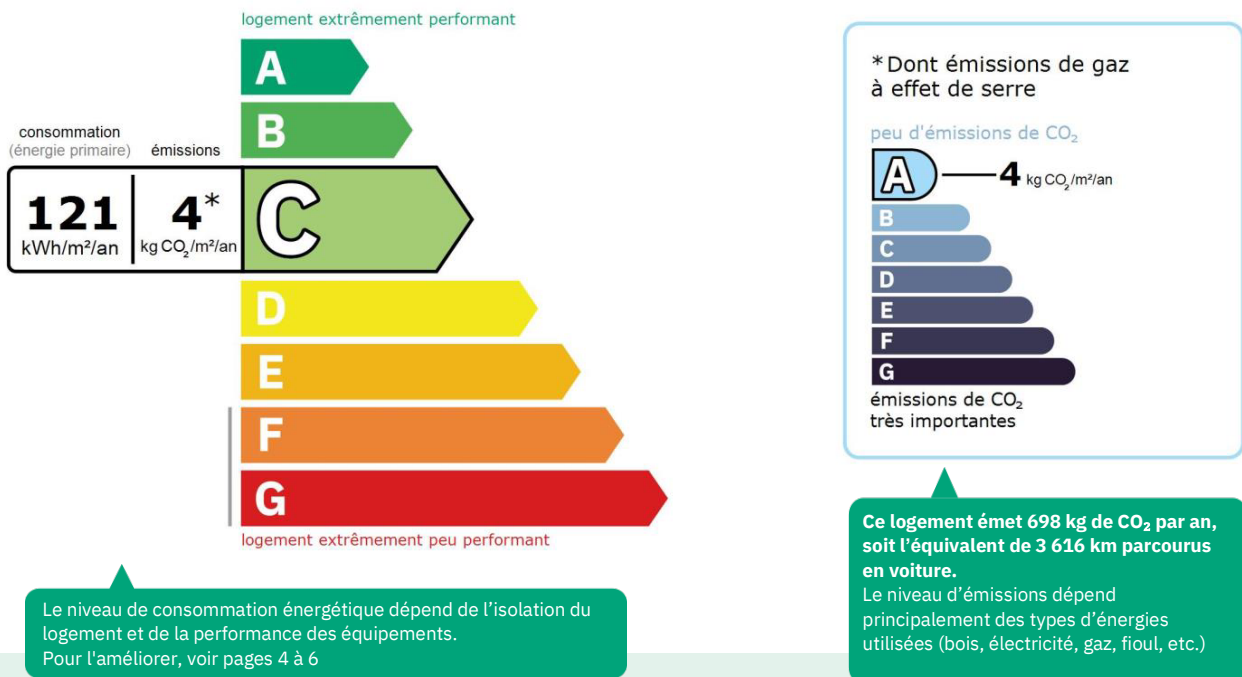 logement extrêmement performant
A
B
consommation
(énergie primaire)
émissions
121
kWh/m²/an
4*
kg CO₂/m²/an
C
D
E
F
G
logement extrêmement peu performant
Le niveau de consommation énergétique dépend de l'isolation du
logement et de la performance des équipements.
Pour l'améliorer, voir pages 4 à 6
*Dont émissions de gaz
à effet de serre
peu d'émissions de CO₂
A
4 kg CO₂/m²/an
B
C
D
E
F
G
émissions de CO₂
très importantes
Ce logement émet 698 kg de CO₂ par an,
soit l'équivalent de 3 616 km parcourus
en voiture.
Le niveau d'émissions dépend
principalement des types d'énergies
utilisées (bois, électricité, gaz, fioul, etc.)